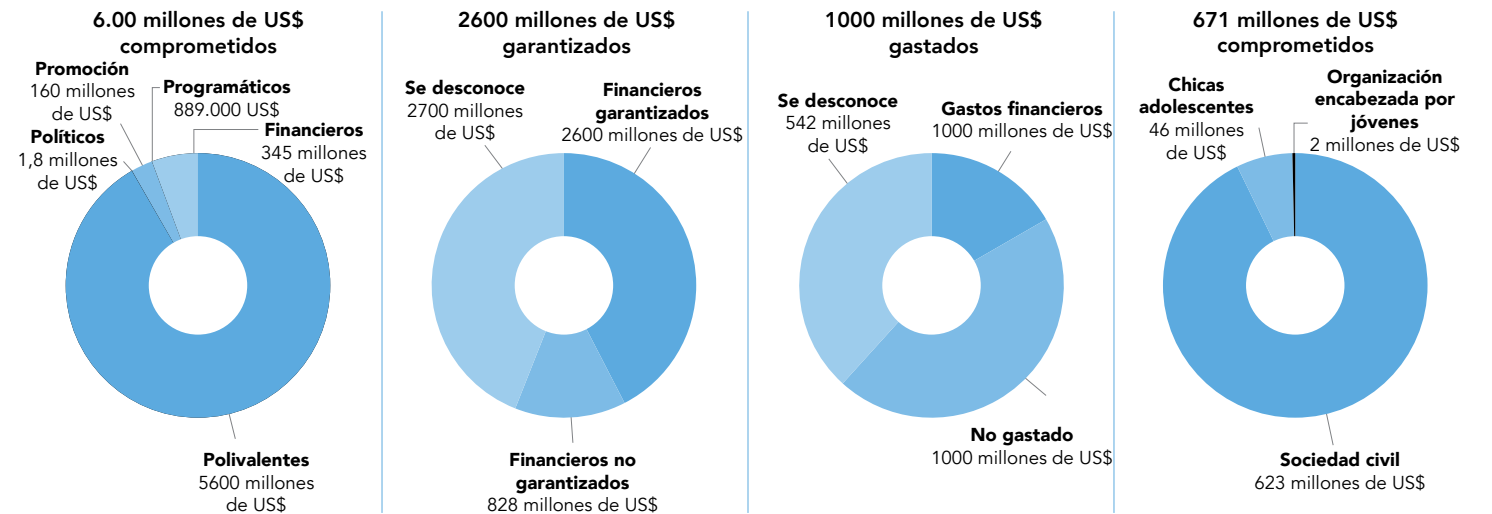 6.00 millones de US$
comprometidos
Promoción
160 millones
de US$
Programáticos
889.000 US$
Políticos
1,8 millones
de US$
Financieros
345 millones
de US$
Polivalentes
5600 millones
de US$
2600 millones de US$
garantizados
Se desconoce
2700 millones
de US$
Financieros
garantizados
2600 millones de US$
Financieros no
garantizados
828 millones de US$
1000 millones de US$
gastados
Se desconoce
542 millones
de US$
Gastos financieros
1000 millones de US$
No gastado
1000 millones de US$
671 millones de US$
comprometidos
Chicas
adolescentes
46 millones
de US$
Organización
encabezada por
jóvenes
2 millones de US$
Sociedad civil
623 millones de US$